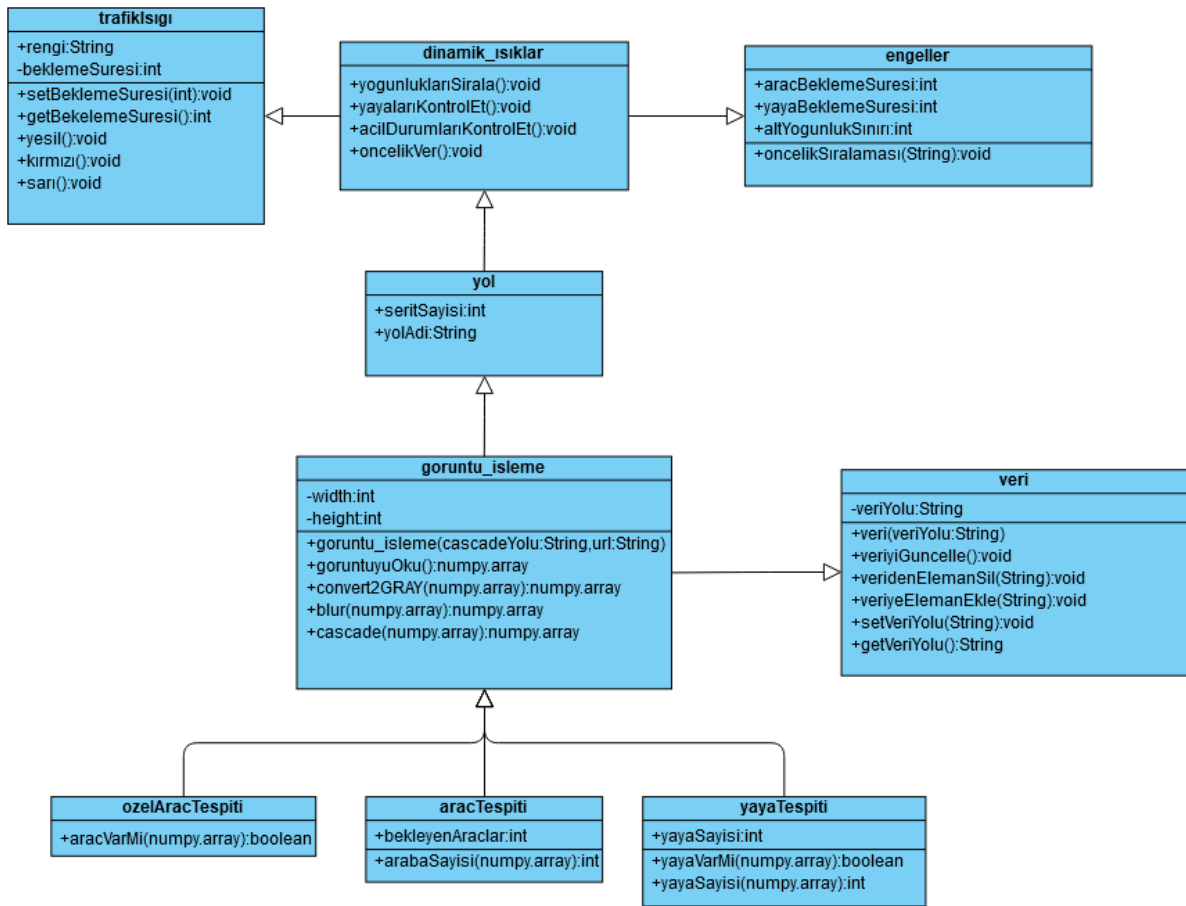 trafikIsıgı
+rengi:String
-beklemeSuresi:int
+setBeklemeSuresi(int):void
+getBekelemeSuresi():int
+yesil():void
+kırmızı():void
+sarı():void
dinamik_ısıklar
+yogunluklarıSirala():void
+yayalarıKontrolEt():void
+acilDurumlarıKontrolEt():void
+oncelikVer():void
engeller
+aracBeklemeSuresi:int
+yayaBeklemeSuresi:int
+altYogunlukSınırı:int
+oncelikSıralaması(String):void
yol
+seritSayisi:int
+yolAdi:String
goruntu_isleme
-width:int
-height:int
+goruntu_isleme(cascadeYolu:String,url:String)
+goruntuyuOku():numpy.array
+convert2GRAY(numpy.array):numpy.array
+blur(numpy.array):numpy.array
+cascade(numpy.array):numpy.array
veri
-veriYolu:String
+veri(veriYolu:String)
+veriyiGuncelle():void
+veridenElemanSil(String):void
+veriyeElemanEkle(String):void
+setVeriYolu(String):void
+getVeriYolu():String
ozelAracTespiti
+aracVarMi(numpy.array):boolean
aracTespiti
+bekleyenAraclar:int
+arabaSayisi(numpy.array):int
yayaTespiti
+yayaSayisi:int
+yayaVarMi(numpy.array):boolean
+yayaSayisi(numpy.array):int